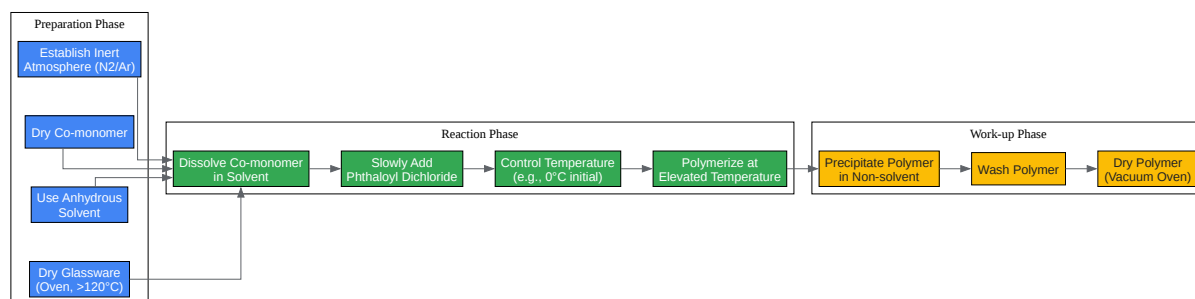 Preparation Phase
Establish Inert
Atmosphere (N2/Ar)
Dry Co-monomer
Use Anhydrous
Solvent
Dry Glassware
(Oven, >120°C)
Reaction Phase
Dissolve Co-monomer
in Solvent
Slowly Add
Phthaloyl Dichloride
Control Temperature
(e.g., 0°C initial)
Polymerize at
Elevated Temperature
Work-up Phase
Precipitate Polymer
in Non-solvent
Wash Polymer
Dry Polymer
(Vacuum Oven)